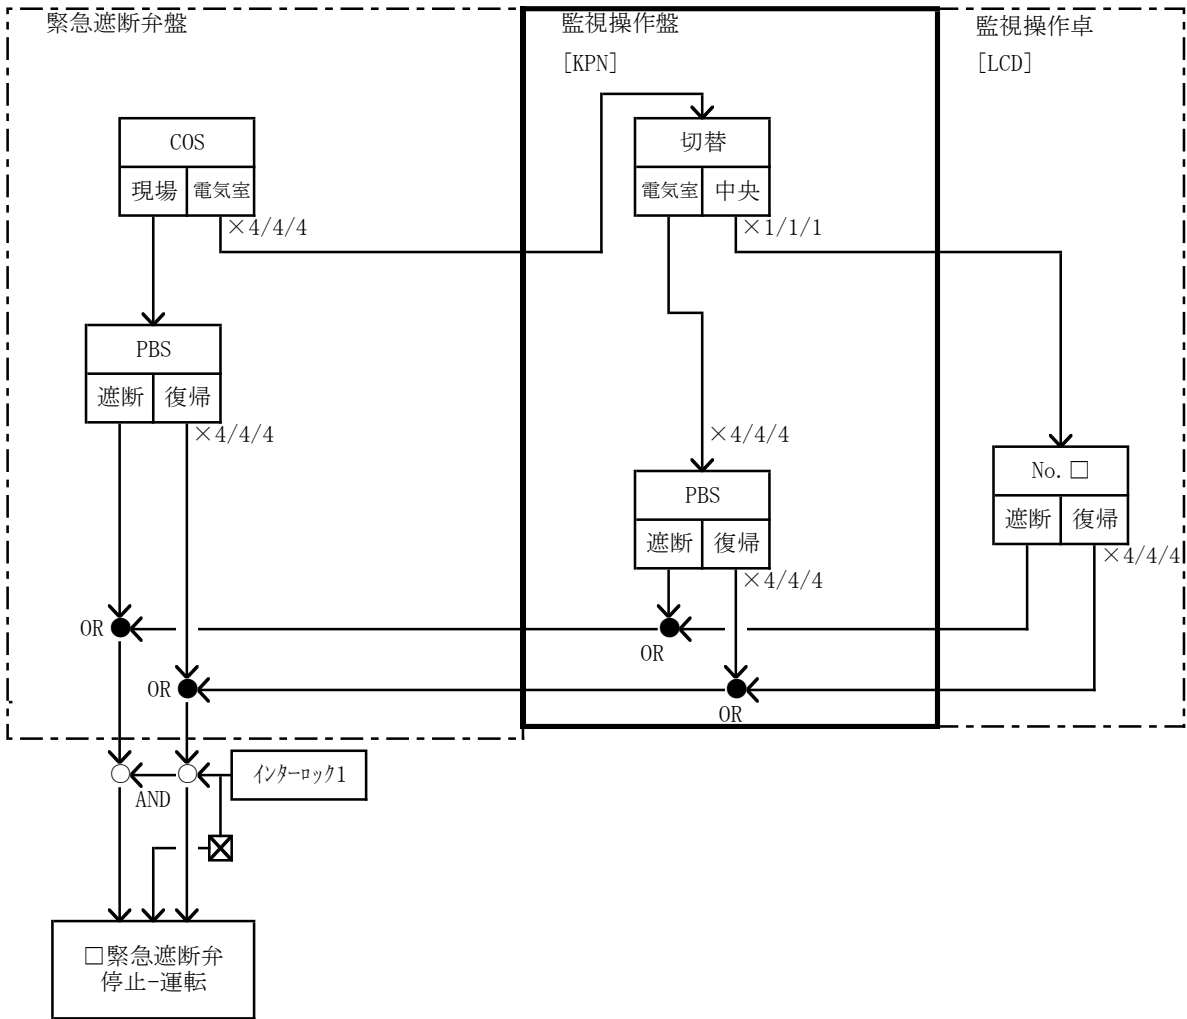 緊急遮断弁盤
監視操作盤
[KPN]
監視操作卓
[LCD]
COS
現場 電気室
×4/4/4
切替
電気室 中央
×1/1/1
PBS
遮断 復帰
×4/4/4
×4/4/4
PBS
遮断 復帰
×4/4/4
No.□
遮断 復帰
×4/4/4
OR
OR
OR
OR
インターロック1
AND
□緊急遮断弁
停止-運転